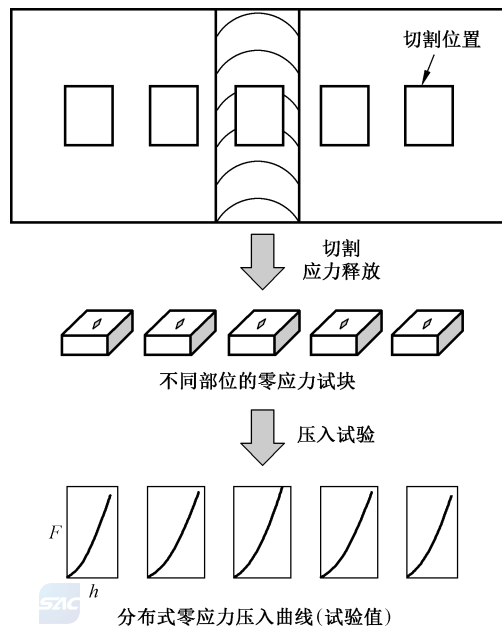 切割位置
切割
应力释放
不同部位的零应力试块
压入试验
F
h
SAC
分布式零应力压入曲线(试验值)